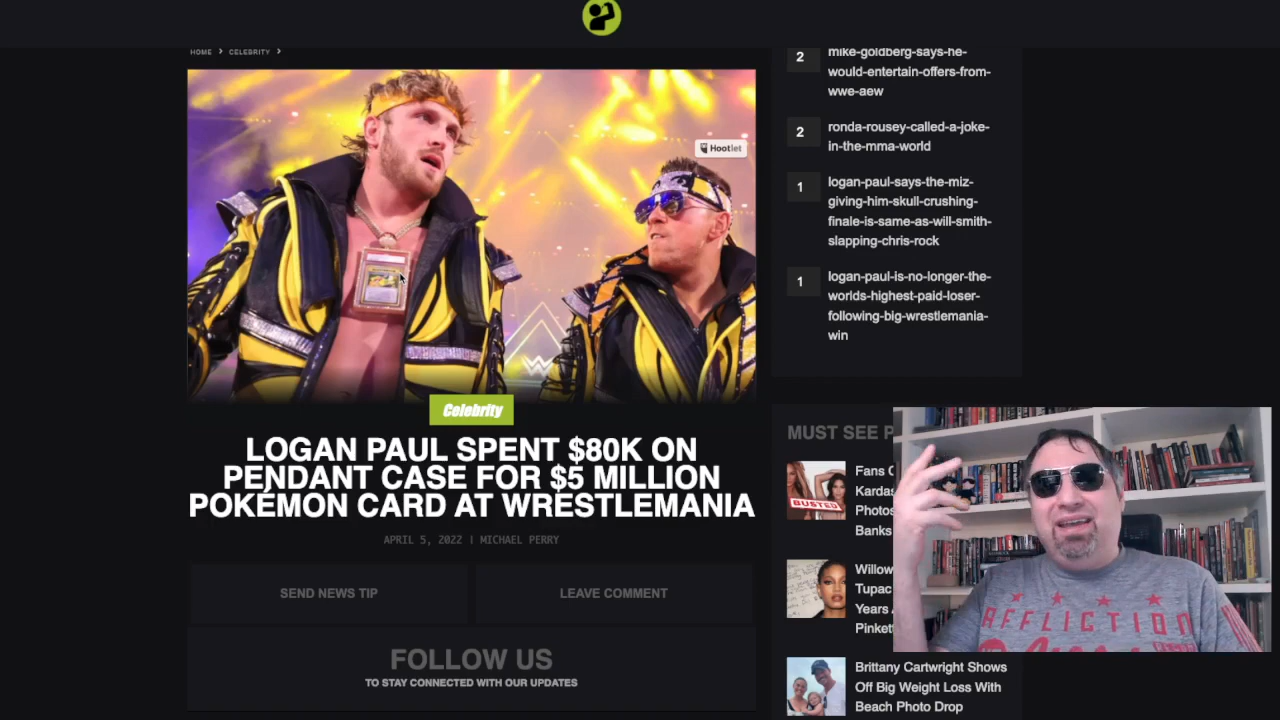 HOME > CELEBRITY >
Hootlet
Celebrity
LOGAN PAUL SPENT $80K ON
PENDANT CASE FOR $5 MILLION
POKÉMON CARD AT WRESTLEMANIA
APRIL 5, 2022 | MICHAEL PERRY
SEND NEWS TIP
LEAVE COMMENT
FOLLOW US
TO STAY CONNECTED WITH OUR UPDATES
2
mike-goldberg-says-he-
would-entertain-offers-from-
wwe-aew
2
ronda-rousey-called-a-joke-
in-the-mma-world
1
logan-paul-says-the-miz-
giving-him-skull-crushing-
finale-is-same-as-will-smith-
slapping-chris-rock
1
logan-paul-is-no-longer-the-
worlds-highest-paid-loser-
following-big-wrestlemania-
win
MUST SEE P
BUSTED
Fans
Kardas
Photos
Banks
Willow
Tupac
Years
Pinkett
Brittany Cartwright Shows
Off Big Weight Loss With
Beach Photo Drop
AFFLICTION